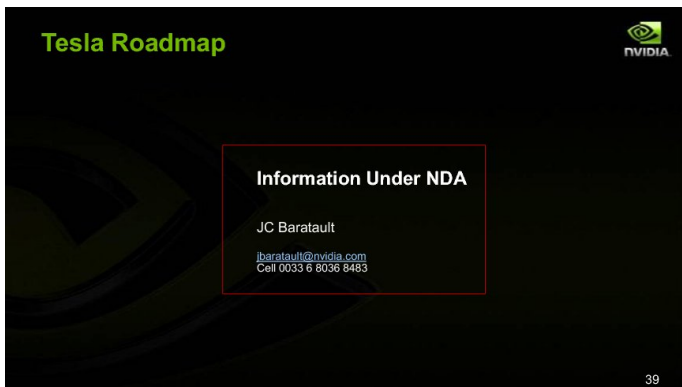 Tesla Roadmap
NVIDIA.
Information Under NDA
JC Baratault
jbaratault@nvidia.com
Cell 0033 6 8036 8483
39